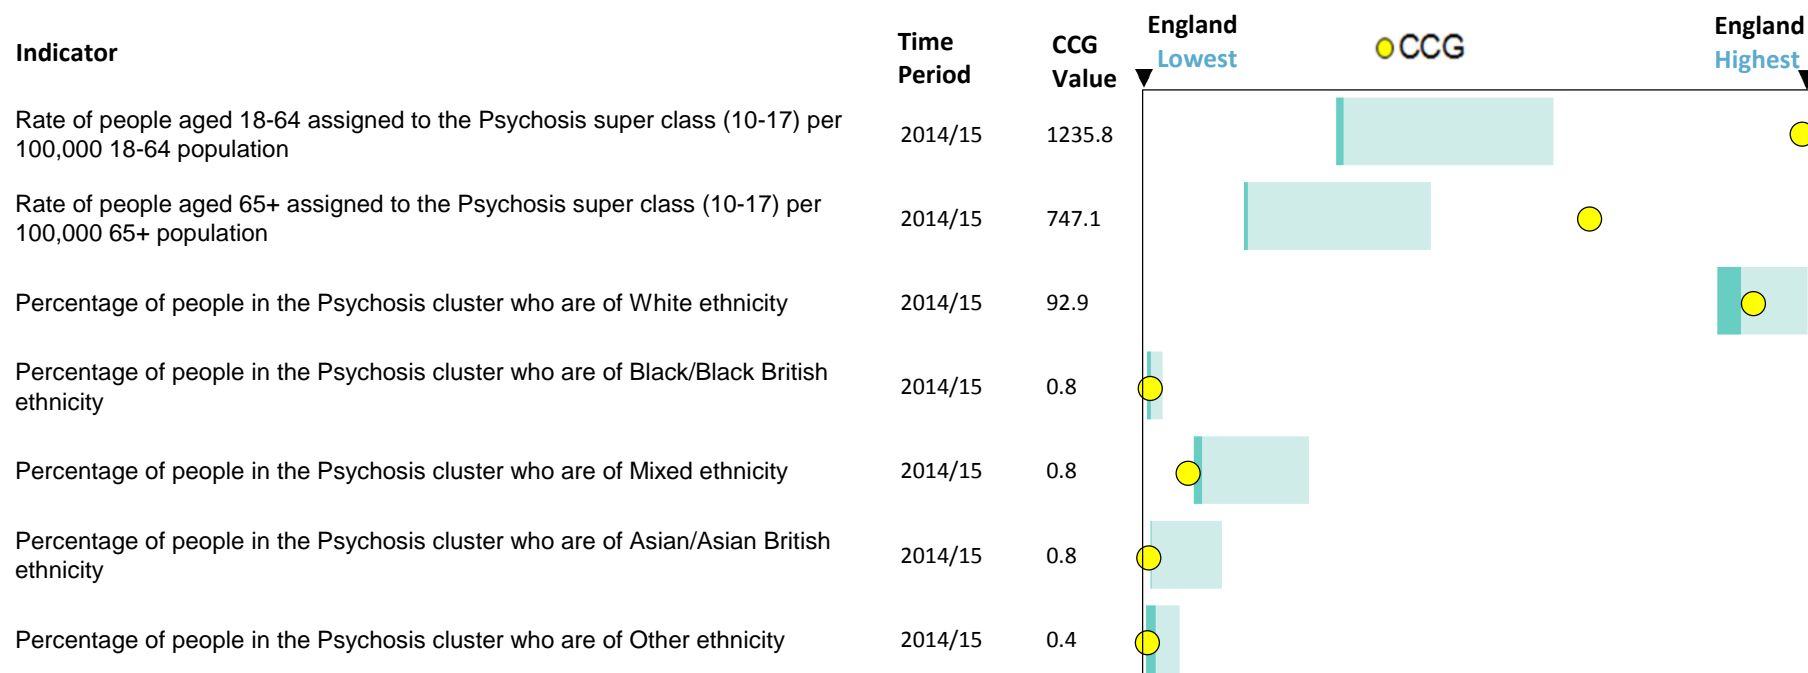 Indicator
Time Period
CCG Value
England Lowest
CCG
England Highest
Rate of people aged 18-64 assigned to the Psychosis super class (10-17) per
100,000 18-64 population
2014/15
1235.8
Rate of people aged 65+ assigned to the Psychosis super class (10-17) per
100,000 65+ population
2014/15
747.1
Percentage of people in the Psychosis cluster who are of White ethnicity
2014/15
92.9
Percentage of people in the Psychosis cluster who are of Black/Black British
ethnicity
2014/15
0.8
Percentage of people in the Psychosis cluster who are of Mixed ethnicity
2014/15
0.8
Percentage of people in the Psychosis cluster who are of Asian/Asian British
ethnicity
2014/15
0.8
Percentage of people in the Psychosis cluster who are of Other ethnicity
2014/15
0.4